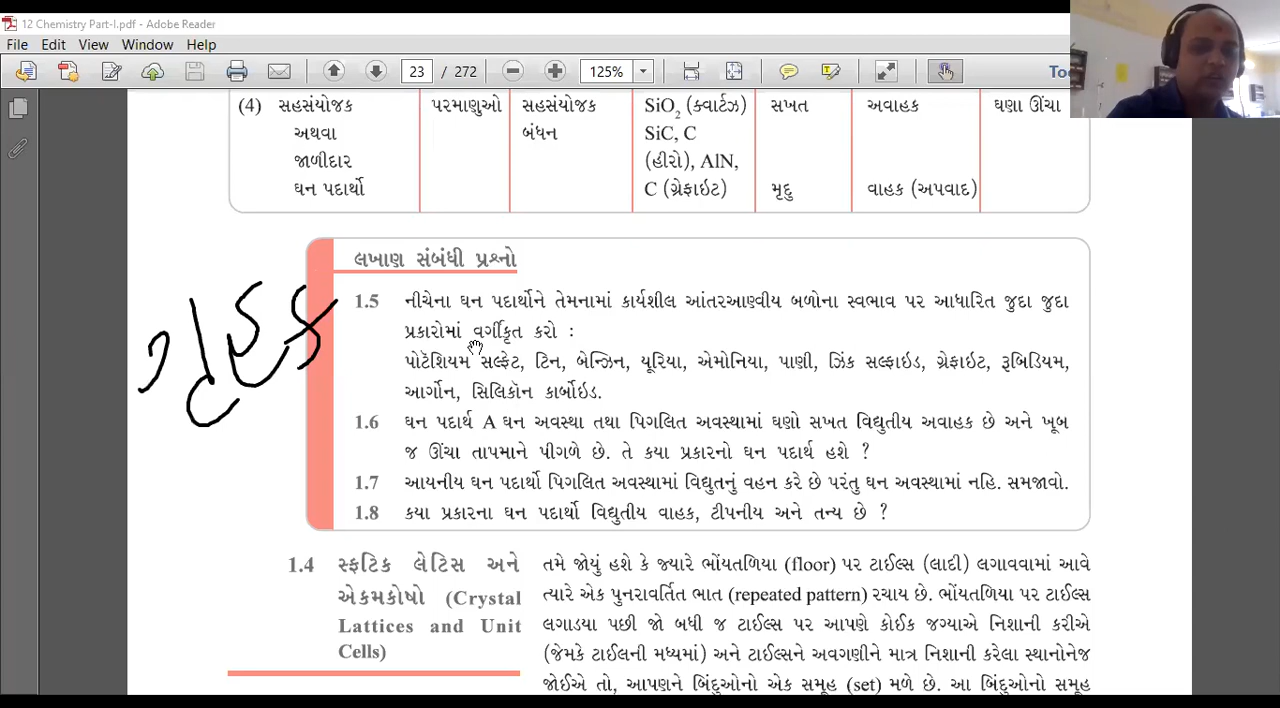 12 Chemistry Part-I.pdf - Adobe Reader
File Edit View Window Help
23 / 272 125% To
(4) સહસંયોજક પરમાણુઓ સહસંયોજક SiO2 (ક્વાર્ટઝ) સખત અવાહક ઘણા ઊંચા
અથવા બંધન SiC, C
જાળીદાર (હીરો), AlN,
ઘન પદાર્થો C (ગ્રેફાઇટ) મૃદુ વાહક (અપવાદ)
લખાણ સંબંધી પ્રશ્નો
1.5 નીચેના ઘન પદાર્થોને તેમનામાં કાર્યશીલ આંતરઆણ્વીય બળોના સ્વભાવ પર આધારિત જુદા જુદા
પ્રકારોમાં વર્ગીકૃત કરો :
પોટૅશિયમ સલ્ફેટ, ટિન, બેન્ઝિન, યૂરિયા, એમોનિયા, પાણી, ઝિંક સલ્ફાઇડ, ગ્રેફાઇટ, રૂબિડિયમ,
આર્ગોન, સિલિકૉન કાર્બોઇડ.
1.6 ઘન પદાર્થ A ઘન અવસ્થા તથા પિગલિત અવસ્થામાં ઘણો સખત વિદ્યુતીય અવાહક છે અને ખૂબ
જ ઊંચા તાપમાને પીગળે છે. તે કયા પ્રકારનો ઘન પદાર્થ હશે ?
1.7 આયનીય ઘન પદાર્થો પિગલિત અવસ્થામાં વિદ્યુતનું વહન કરે છે પરંતુ ઘન અવસ્થામાં નહિ. સમજાવો.
1.8 કયા પ્રકારના ઘન પદાર્થો વિદ્યુતીય વાહક, ટીપનીય અને તન્ય છે ?
1.4 સ્ફટિક લેટિસ અને
એકમકોષો (Crystal
Lattices and Unit
Cells)
તમે જોયું હશે કે જ્યારે ભોંયતળિયા (floor) પર ટાઈલ્સ (લાદી) લગાવવામાં આવે
ત્યારે એક પુનરાવર્તિત ભાત (repeated pattern) રચાય છે. ભોંયતળિયા પર ટાઈલ્સ
લગાડયા પછી જો બધી જ ટાઈલ્સ પર આપણે કોઈક જગ્યાએ નિશાની કરીએ
(જેમકે ટાઈલની મધ્યમાં) અને ટાઈલ્સને અવગણીને માત્ર નિશાની કરેલા સ્થાનોનેજ
જોઈએ તો, આપણને બિંદુઓનો એક સમૂહ (set) મળે છે. આ બિંદુઓનો સમૂહ